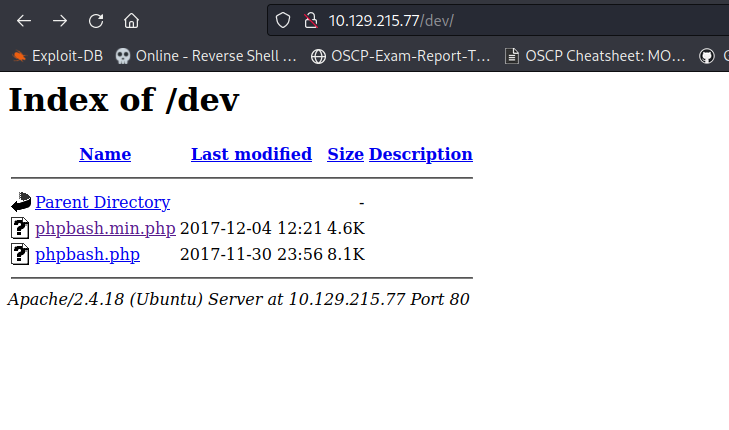 10.129.215.77/dev/
Exploit-DB Online - Reverse Shell ... OSCP-Exam-Report-T... OSCP Cheatsheet: MO...
Index of /dev
Name Last modified Size Description
Parent Directory -
phpbash.min.php 2017-12-04 12:21 4.6K
phpbash.php 2017-11-30 23:56 8.1K
Apache/2.4.18 (Ubuntu) Server at 10.129.215.77 Port 80